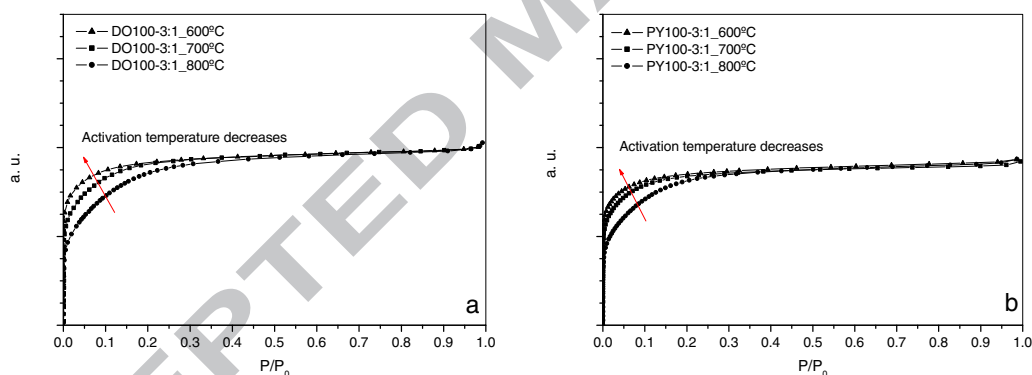 DO100-3:1_600ºC
DO100-3:1_700ºC
DO100-3:1_800ºC
Activation temperature decreases
a. u.
a
0.0 0.1 0.2 0.3 0.4 0.5 0.6 0.7 0.8 0.9 1.0
P/P0
PY100-3:1_600ºC
PY100-3:1_700ºC
PY100-3:1_800ºC
Activation temperature decreases
a. u.
b
0.0 0.1 0.2 0.3 0.4 0.5 0.6 0.7 0.8 0.9 1.0
P/P0
EPTED MA